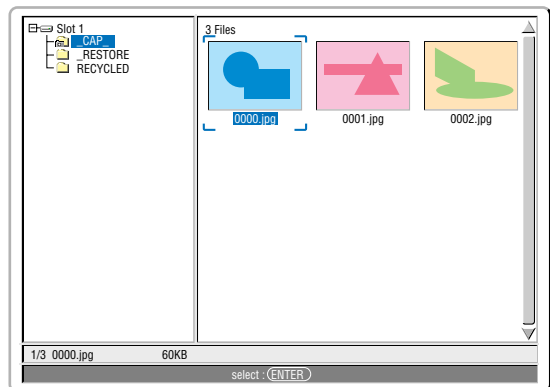 Slot 1
_CAP_
_RESTORE
RECYCLED
3 Files
0000.jpg
0001.jpg
0002.jpg
1/3 0000.jpg 60KB
select : ENTER